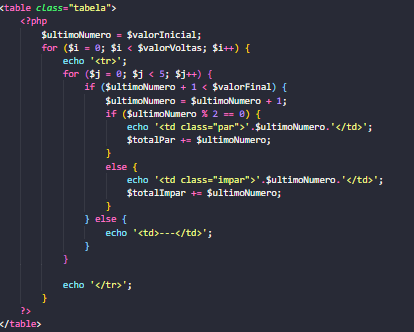 <table class="tabela">
<?php
$ultimoNumero = $valorInicial;
for ($i = 0; $i < $valorVoltas; $i++) {
echo '<tr>';
for ($j = 0; $j < 5; $j++) {
if ($ultimoNumero + 1 < $valorFinal) {
$ultimoNumero = $ultimoNumero + 1;
if ($ultimoNumero % 2 == 0) {
echo '<td class="par">'.$ultimoNumero.'</td>';
$totalPar += $ultimoNumero;
}
else {
echo '<td class="impar">'.$ultimoNumero.'</td>';
$totalImpar += $ultimoNumero;
}
} else {
echo '<td>---</td>';
}
}
echo '</tr>';
}
?>
</table>